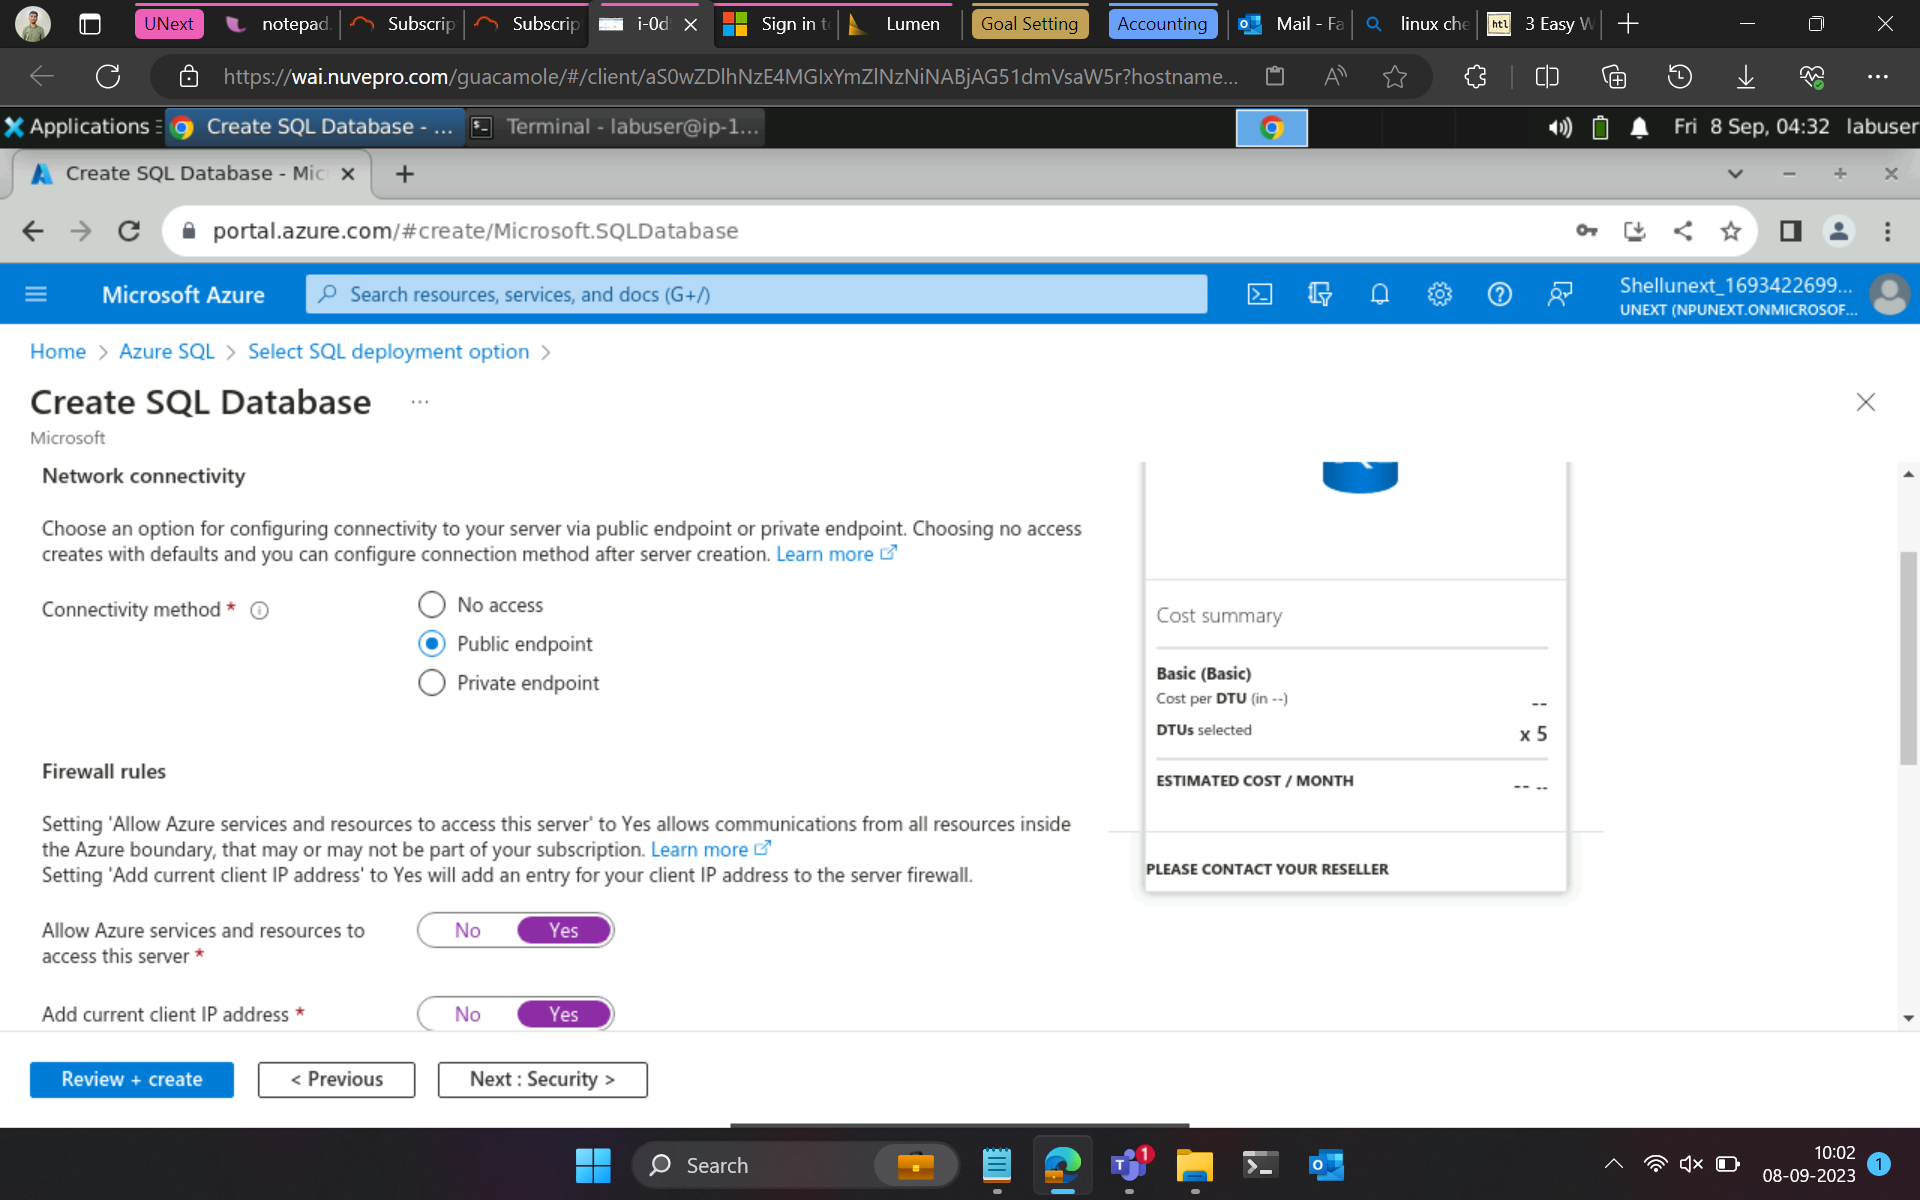 UNext
notepad.
Subscrip
Subscrip
i-0d
Sign in to
Lumen
Goal Setting
Accounting
Mail - Fa
linux che
3 Easy W
https://wai.nuvepro.com/guacamole/#/client/aS0wZDlhNzE4MGIxYmZlNzNiNABjAG51dmVsaW5r?hostname...
Applications
Create SQL Database - ...
Terminal - labuser@ip-1...
Fri 8 Sep, 04:32
labuser
Create SQL Database - Mic
portal.azure.com/#create/Microsoft.SQLDatabase
Microsoft Azure
Search resources, services, and docs (G+/)
Shellunext_1693422699...
UNEXT (NPUNEXT.ONMICROSOF...
Home > Azure SQL > Select SQL deployment option >
Create SQL Database ...
Microsoft
Network connectivity
Choose an option for configuring connectivity to your server via public endpoint or private endpoint. Choosing no access
creates with defaults and you can configure connection method after server creation. Learn more
Connectivity method *
No access
Public endpoint
Private endpoint
Firewall rules
Setting 'Allow Azure services and resources to access this server' to Yes allows communications from all resources inside
the Azure boundary, that may or may not be part of your subscription. Learn more
Setting 'Add current client IP address' to Yes will add an entry for your client IP address to the server firewall.
Allow Azure services and resources to
access this server *
No Yes
Add current client IP address *
No Yes
Cost summary
Basic (Basic)
Cost per DTU (in --)
--
DTUs selected
x 5
ESTIMATED COST / MONTH
-- --
PLEASE CONTACT YOUR RESELLER
Review + create
< Previous
Next : Security >
Search
1
10:02
08-09-2023
1